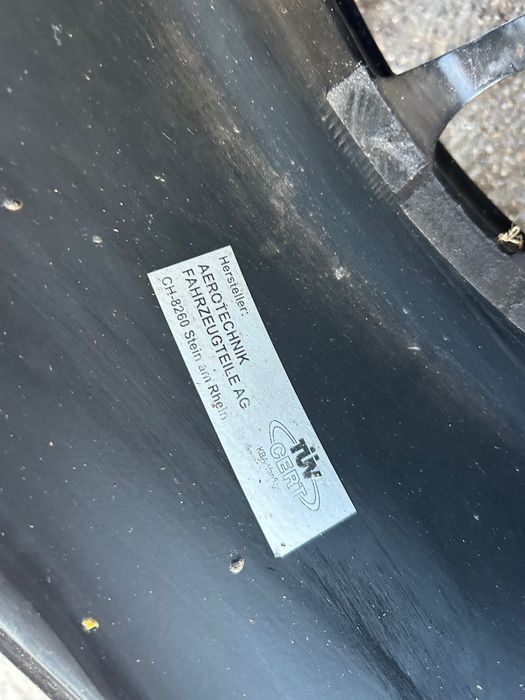 Hersteller:
AEROTECHNIK
FAHRZEUGTEILE AG
CH-8260 Stein am Rhein
TÜV
CERT